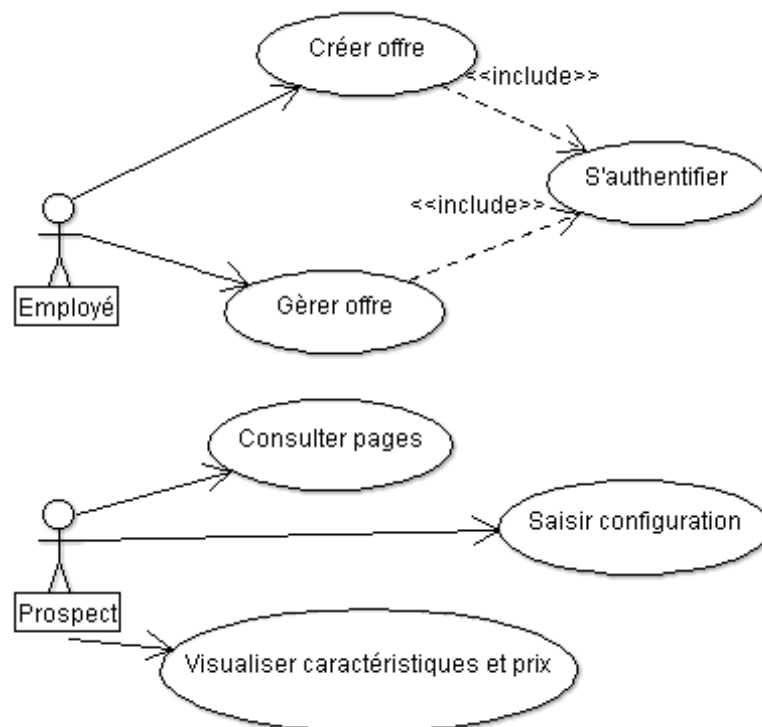 Créer offre
<<include>>
S'authentifier
<<include>>
Employé
Gèrer offre
Consulter pages
Saisir configuration
Prospect
Visualiser caractéristiques et prix